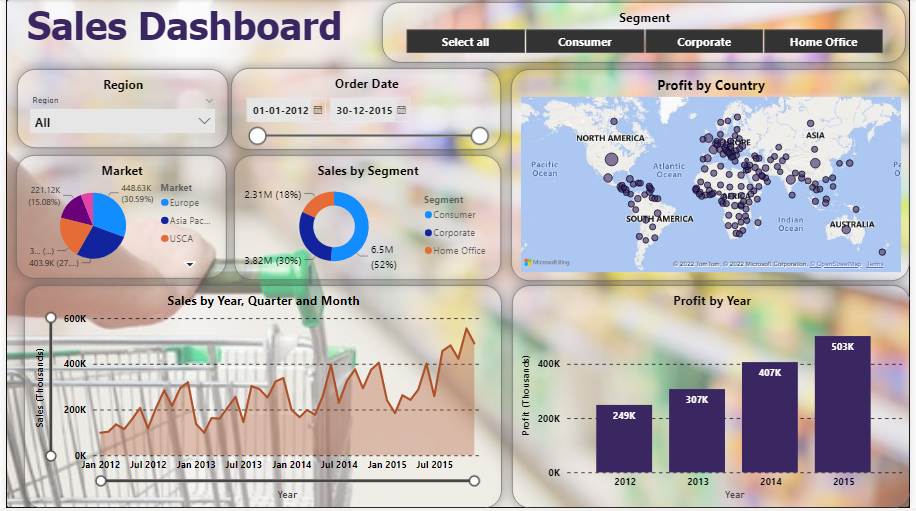 Sales Dashboard
Segment
Select all
Consumer
Corporate
Home Office
Region
Region
All
Order Date
01-01-2012
30-12-2015
Profit by Country
NORTH AMERICA
EUROPE
ASIA
Pacific
Ocean
Atlantic
Ocean
Pacific
Ocean
AFRICA
SOUTH AMERICA
Indian
Ocean
AUSTRALIA
Microsoft Bing
© 2022 TomTom, © 2022 Microsoft Corporation, © OpenStreetMap Terms
Market
221.12K
(15.08%)
448.63K
(30.59%)
3... (...)
403.9K (27....)
Market
Europe
Asia Pac...
USCA
Sales by Segment
2.31M (18%)
3.82M (30%)
6.5M
(52%)
Segment
Consumer
Corporate
Home Office
Sales by Year, Quarter and Month
Sales (Thousands)
600K
400K
200K
0K
Jan 2012
Jul 2012
Jan 2013
Jul 2013
Jan 2014
Jul 2014
Jan 2015
Jul 2015
Year
Profit by Year
Profit (Thousands)
400K
200K
0K
249K
307K
407K
503K
2012
2013
2014
2015
Year